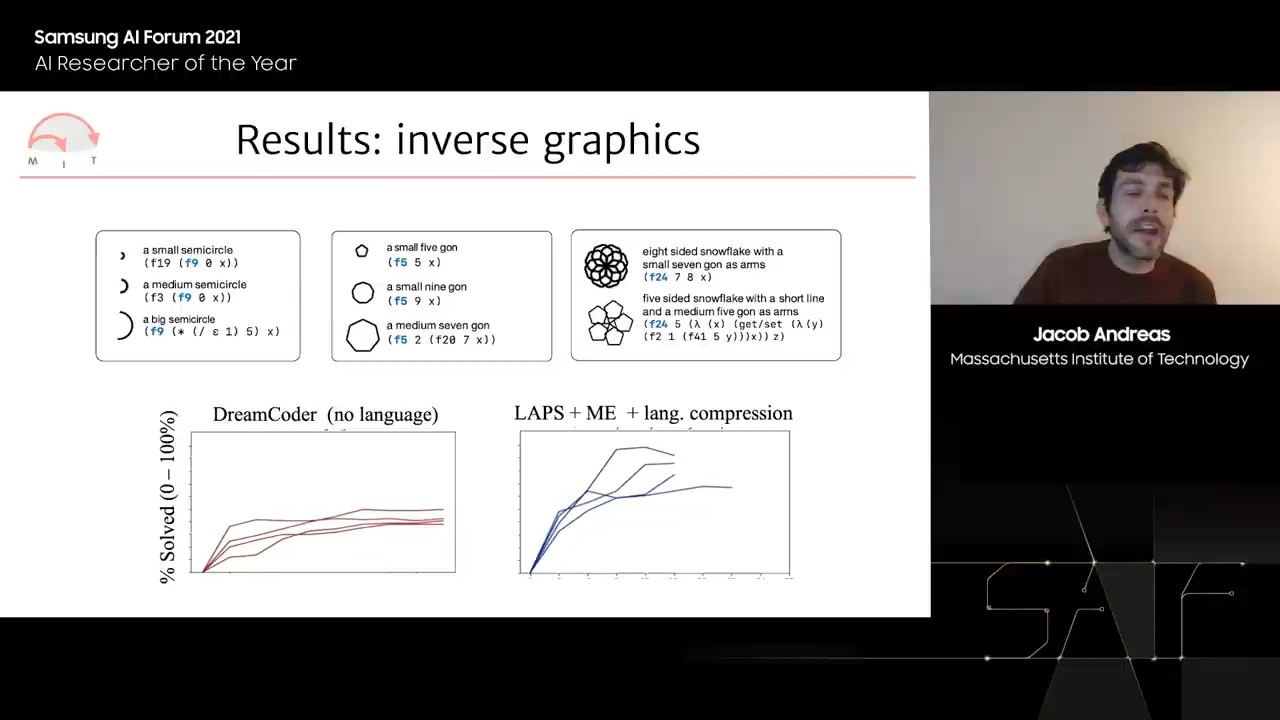 Samsung AI Forum 2021
AI Researcher of the Year
M I T
Results: inverse graphics
a small semicircle
(f19 (f9 0 x))
a medium semicircle
(f3 (f9 0 x))
a big semicircle
(f9 (* (/ ε 1) 5) x)
a small five gon
(f5 5 x)
a small nine gon
(f5 9 x)
a medium seven gon
(f5 2 (f20 7 x))
eight sided snowflake with a
small seven gon as arms
(f24 7 8 x)
five sided snowflake with a short line
and a medium five gon as arms
(f24 5 (λ (x) (get/set (λ(y)
(f2 1 (f41 5 y)))x)) z)
DreamCoder (no language)
% Solved (0 – 100%)
LAPS + ME + lang. compression
Jacob Andreas
Massachusetts Institute of Technology
SAIF